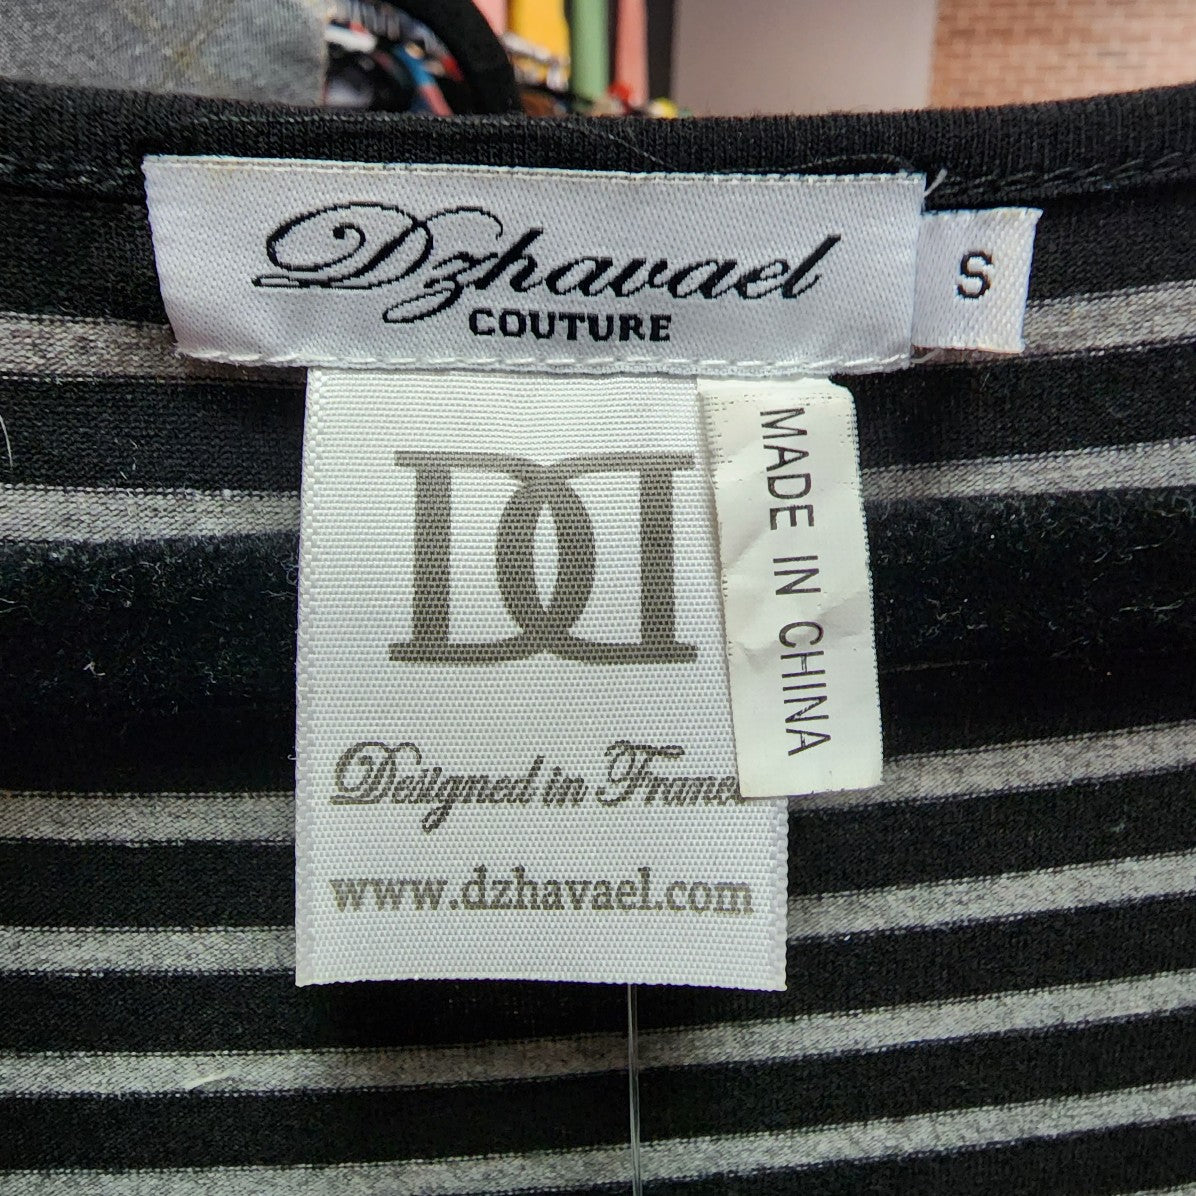 Dzhavael
COUTURE
S
DD
MADE IN CHINA
Designed in France
www.dzhavael.com